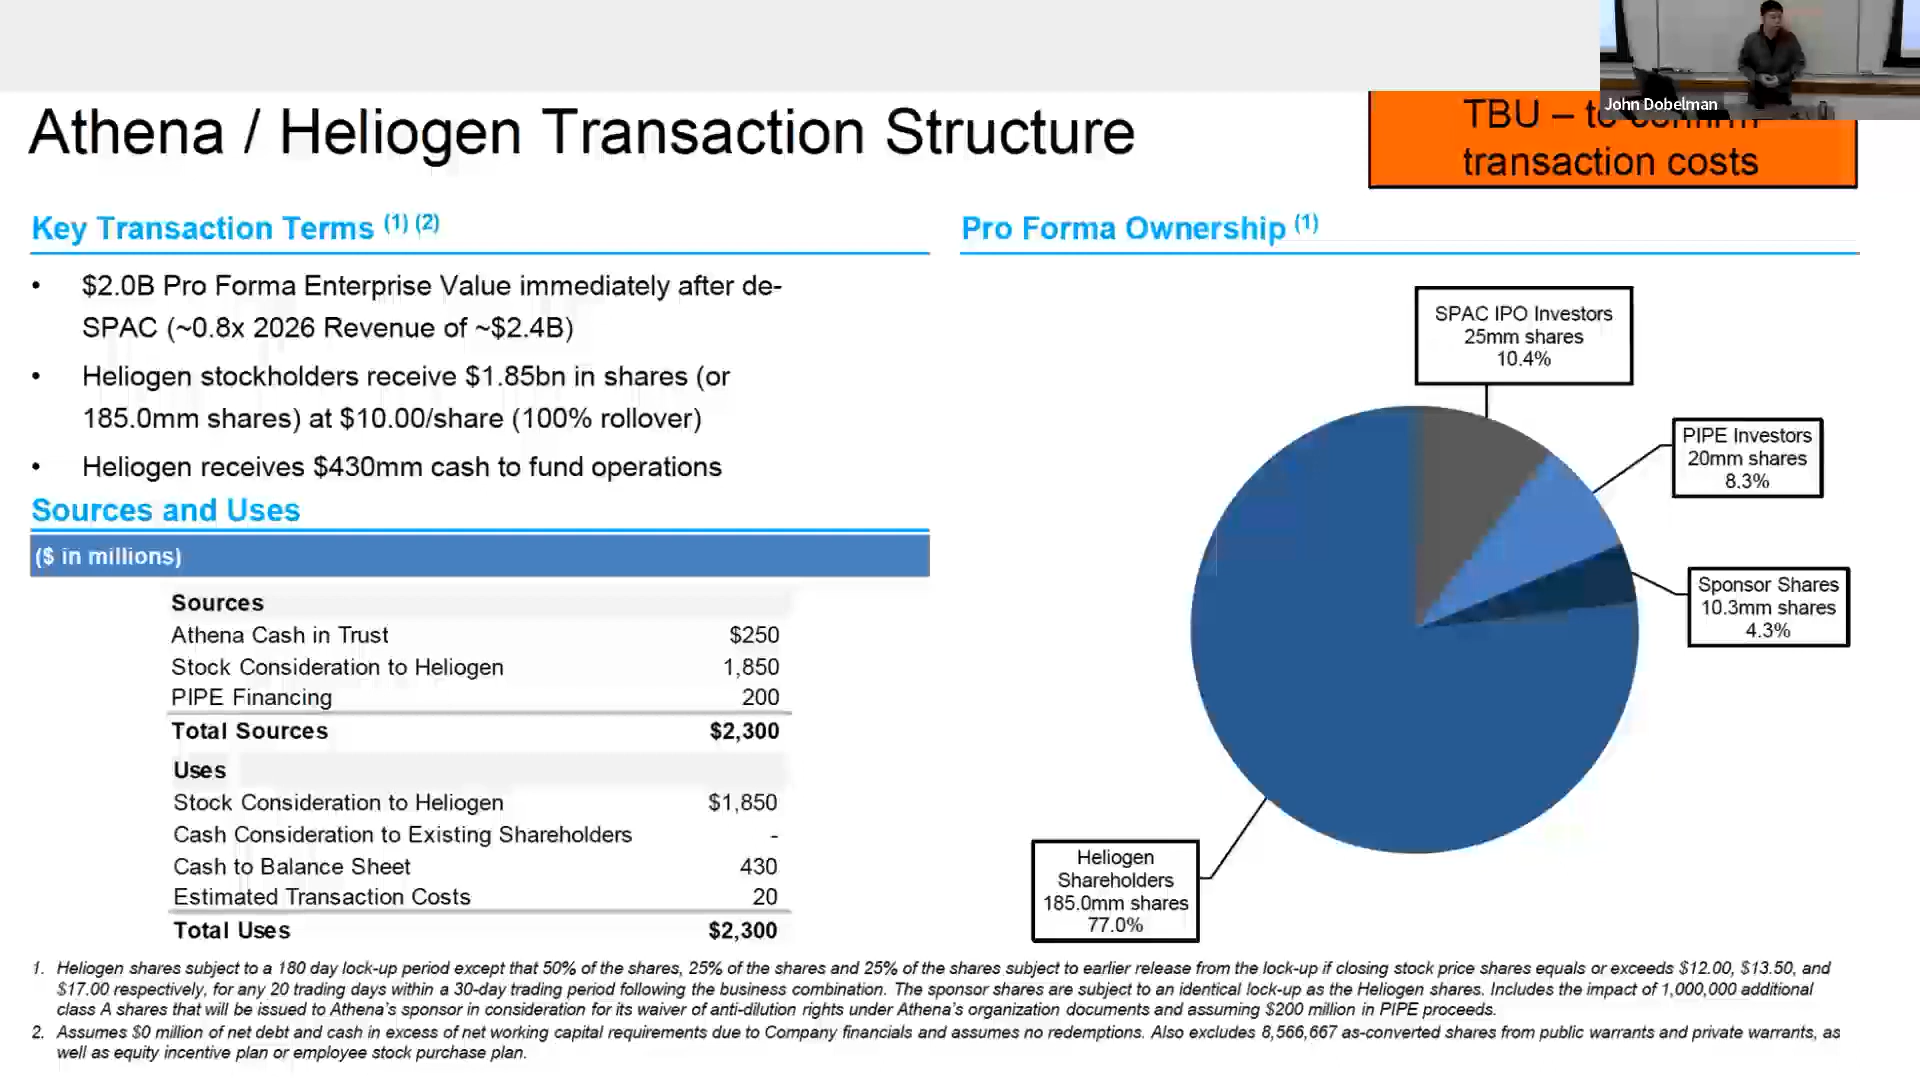 John Dobelman
Athena / Heliogen Transaction Structure
TBU – to confirm
transaction costs
Key Transaction Terms (1) (2)
• $2.0B Pro Forma Enterprise Value immediately after de-
SPAC (~0.8x 2026 Revenue of ~$2.4B)
• Heliogen stockholders receive $1.85bn in shares (or
185.0mm shares) at $10.00/share (100% rollover)
• Heliogen receives $430mm cash to fund operations
Sources and Uses
($ in millions)
Sources
Athena Cash in Trust $250
Stock Consideration to Heliogen 1,850
PIPE Financing 200
Total Sources $2,300
Uses
Stock Consideration to Heliogen $1,850
Cash Consideration to Existing Shareholders -
Cash to Balance Sheet 430
Estimated Transaction Costs 20
Total Uses $2,300
Pro Forma Ownership (1)
SPAC IPO Investors
25mm shares
10.4%
PIPE Investors
20mm shares
8.3%
Sponsor Shares
10.3mm shares
4.3%
Heliogen
Shareholders
185.0mm shares
77.0%
1. Heliogen shares subject to a 180 day lock-up period except that 50% of the shares, 25% of the shares and 25% of the shares subject to earlier release from the lock-up if closing stock price shares equals or exceeds $12.00, $13.50, and
$17.00 respectively, for any 20 trading days within a 30-day trading period following the business combination. The sponsor shares are subject to an identical lock-up as the Heliogen shares. Includes the impact of 1,000,000 additional
class A shares that will be issued to Athena's sponsor in consideration for its waiver of anti-dilution rights under Athena's organization documents and assuming $200 million in PIPE proceeds.
2. Assumes $0 million of net debt and cash in excess of net working capital requirements due to Company financials and assumes no redemptions. Also excludes 8,566,667 as-converted shares from public warrants and private warrants, as
well as equity incentive plan or employee stock purchase plan.